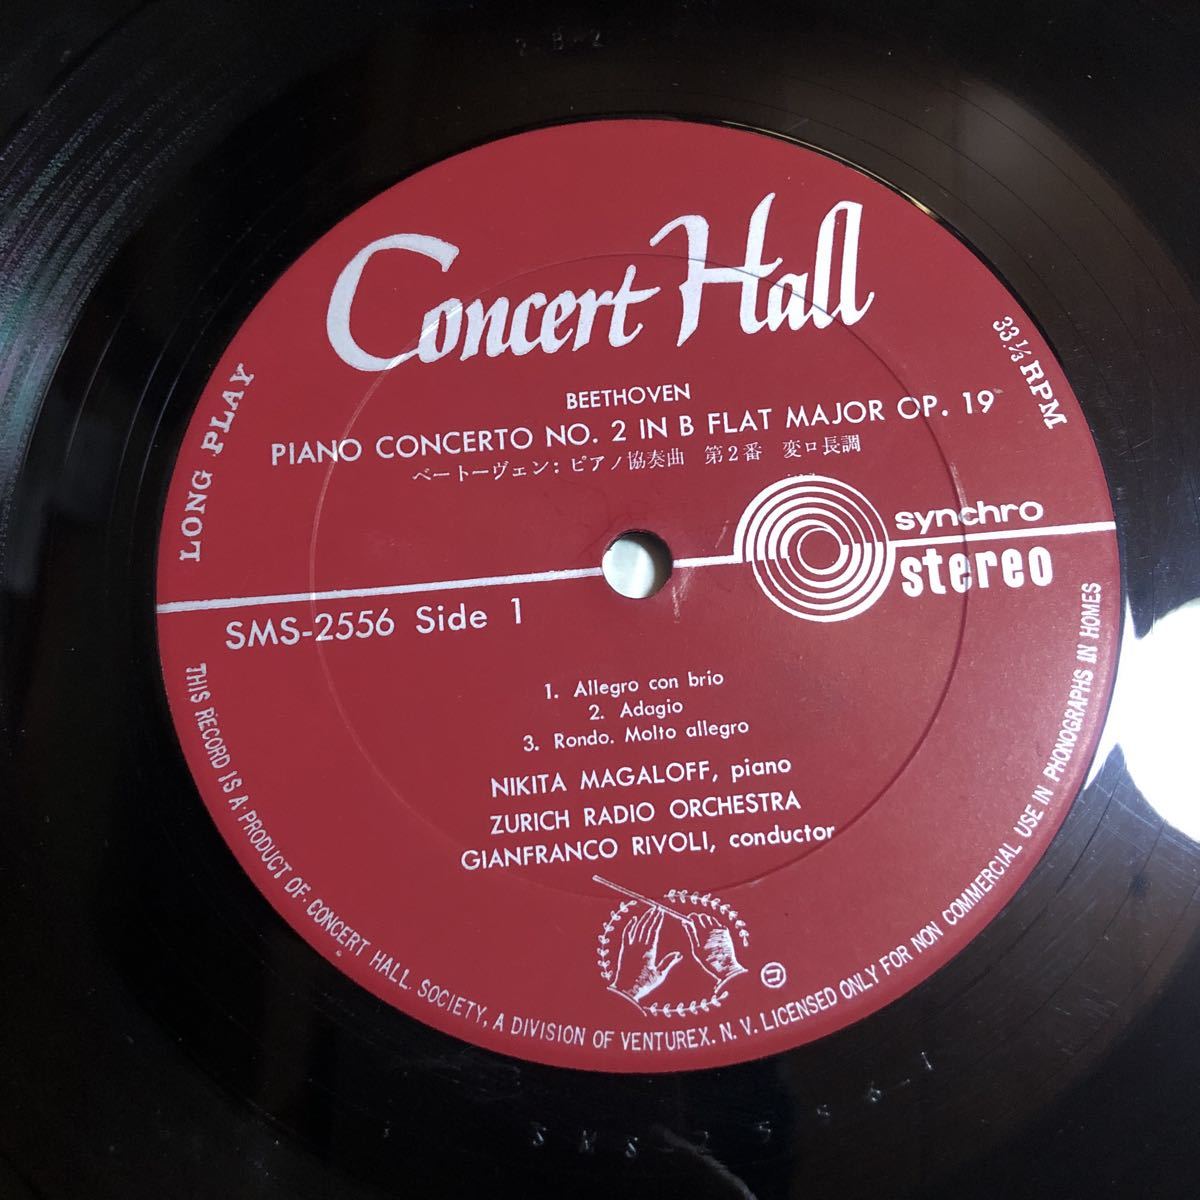 Concert Hall
LONG PLAY
33 1/3 RPM
BEETHOVEN
PIANO CONCERTO NO. 2 IN B FLAT MAJOR OP. 19
ベートーヴェン: ピアノ協奏曲 第2番 変ロ長調
synchro
stereo
SMS-2556 Side 1
1. Allegro con brio
2. Adagio
3. Rondo. Molto allegro
NIKITA MAGALOFF, piano
ZURICH RADIO ORCHESTRA
GIANFRANCO RIVOLI, conductor
コ
THIS RECORD IS A PRODUCT OF CONCERT HALL SOCIETY, A DIVISION OF VENTUREX. N. V. LICENSED ONLY FOR NON COMMERCIAL USE IN PHONOGRAPHS IN HOMES